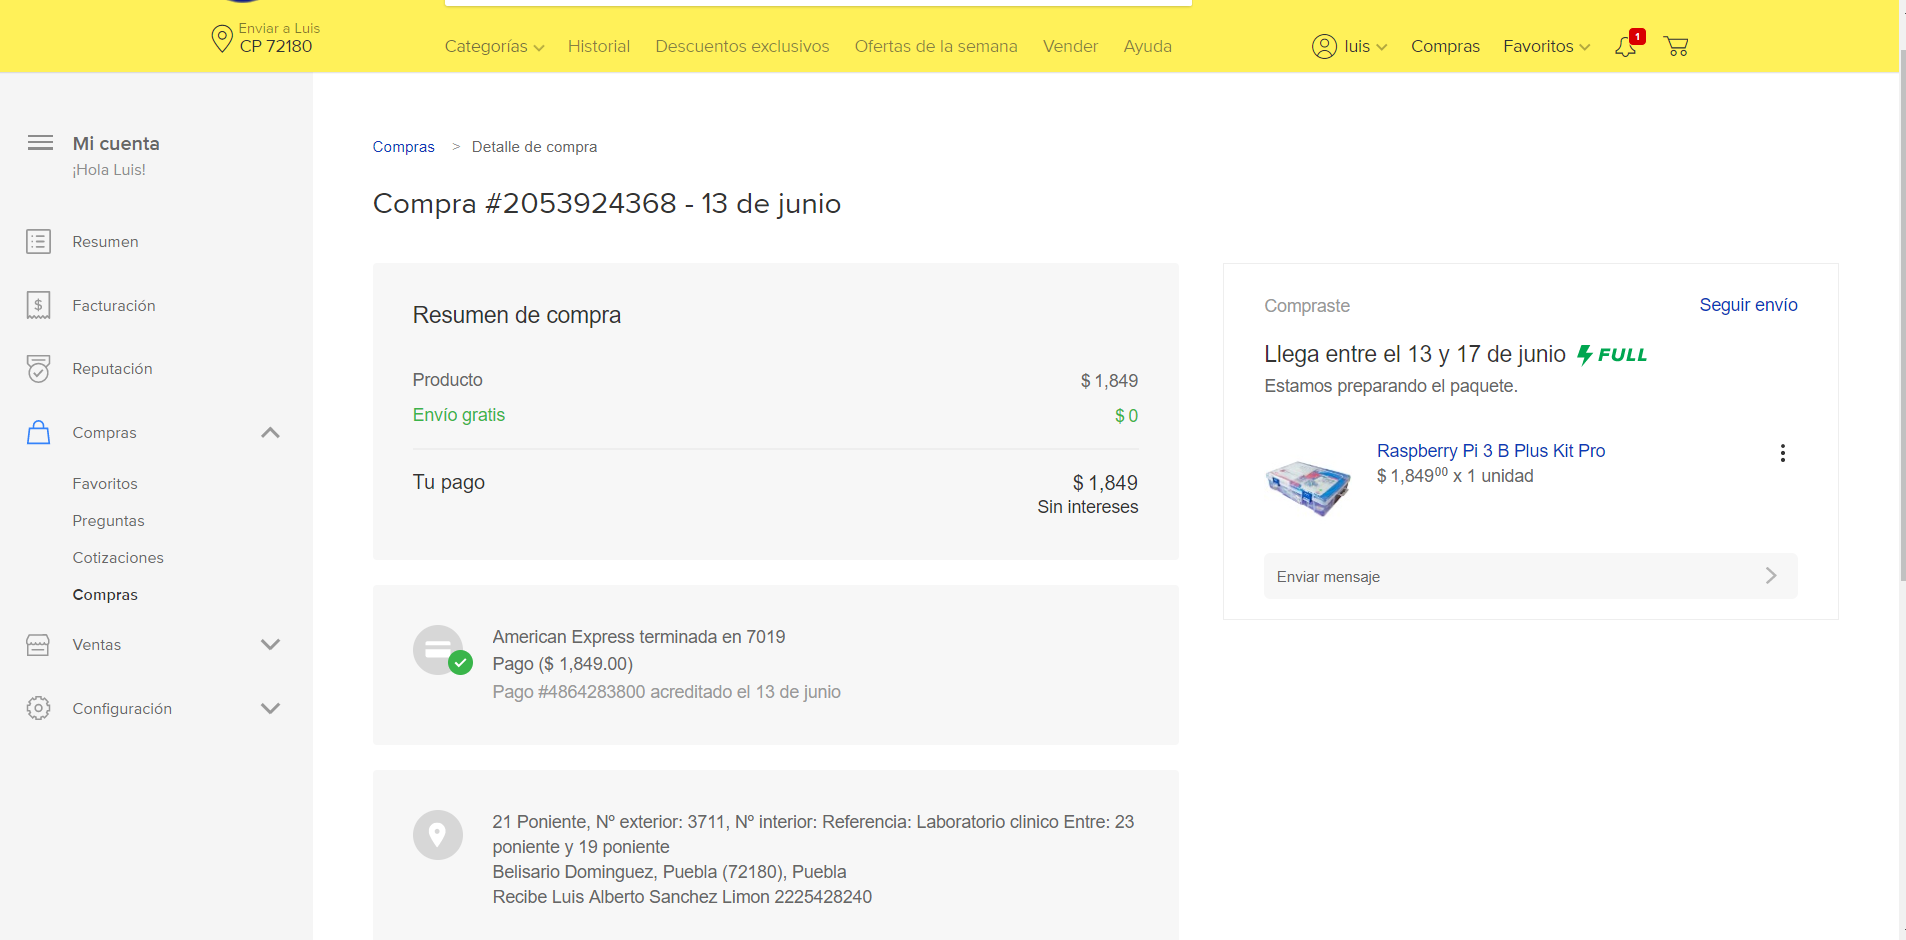 Enviar a Luis
CP 72180
Categorías Historial Descuentos exclusivos Ofertas de la semana Vender Ayuda
luis Compras Favoritos 1
Mi cuenta
¡Hola Luis!
Resumen
Facturación
Reputación
Compras
Favoritos
Preguntas
Cotizaciones
Compras
Ventas
Configuración
Compras > Detalle de compra
Compra #2053924368 - 13 de junio
Resumen de compra
Producto $ 1,849
Envío gratis $ 0
Tu pago $ 1,849
Sin intereses
American Express terminada en 7019
Pago ($ 1,849.00)
Pago #4864283800 acreditado el 13 de junio
21 Poniente, Nº exterior: 3711, Nº interior: Referencia: Laboratorio clinico Entre: 23
poniente y 19 poniente
Belisario Dominguez, Puebla (72180), Puebla
Recibe Luis Alberto Sanchez Limon 2225428240
Compraste Seguir envío
Llega entre el 13 y 17 de junio FULL
Estamos preparando el paquete.
Raspberry Pi 3 B Plus Kit Pro
$ 1,849⁰⁰ x 1 unidad
Enviar mensaje